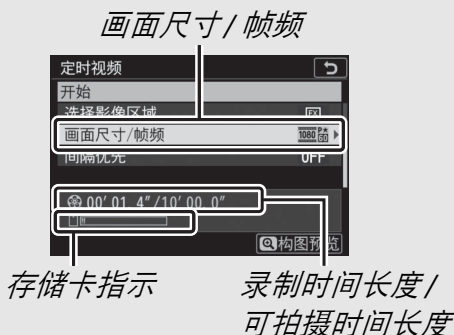 画面尺寸/帧频
定时视频
开始
选择影像区域 FX
画面尺寸/帧频 1080 60
间隔优先 OFF
00′01.4″/10′00.0″
构图预览
存储卡指示
录制时间长度/
可拍摄时间长度